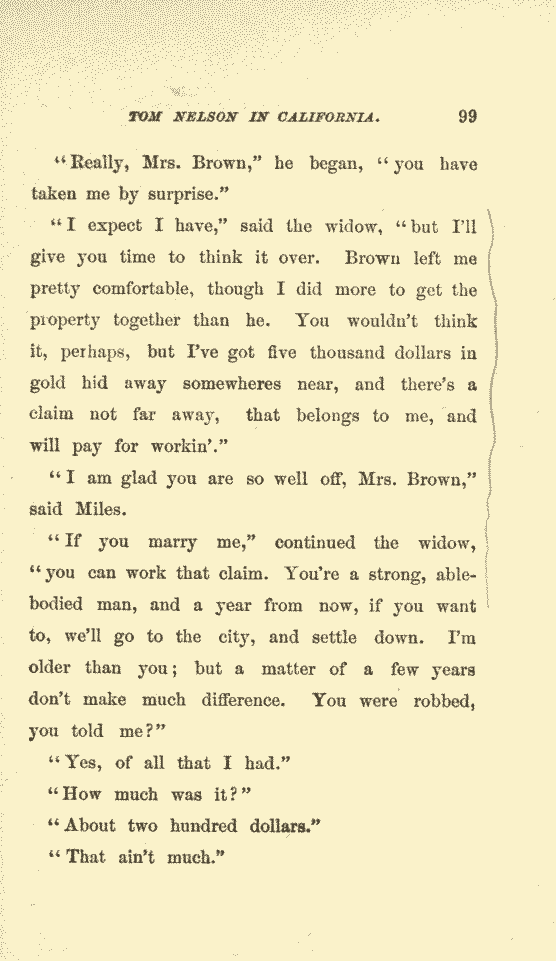 TOM NELSON IN CALIFORNIA. 99
“Really, Mrs. Brown,” he began, “you have
taken me by surprise.”
“I expect I have,” said the widow, “but I’ll
give you time to think it over. Brown left me
pretty comfortable, though I did more to get the
property together than he. You wouldn’t think
it, perhaps, but I’ve got five thousand dollars in
gold hid away somewheres near, and there’s a
claim not far away, that belongs to me, and
will pay for workin’.”
“I am glad you are so well off, Mrs. Brown,”
said Miles.
“If you marry me,” continued the widow,
“you can work that claim. You’re a strong, able-
bodied man, and a year from now, if you want
to, we’ll go to the city, and settle down. I’m
older than you; but a matter of a few years
don’t make much difference. You were robbed,
you told me?”
“Yes, of all that I had.”
“How much was it?”
“About two hundred dollars.”
“That ain’t much.”